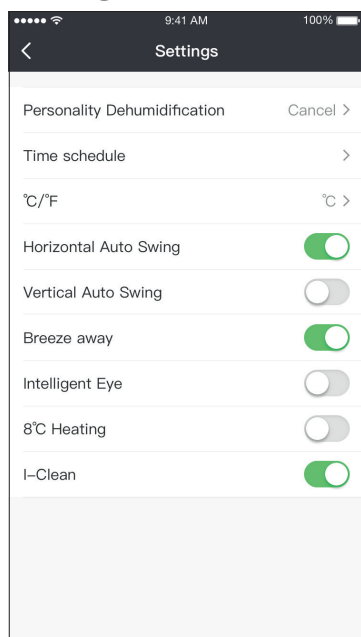 9:41 AM 100%
Settings
Personality Dehumidification Cancel >
Time schedule >
℃/℉ ℃ >
Horizontal Auto Swing
Vertical Auto Swing
Breeze away
Intelligent Eye
8℃ Heating
I-Clean